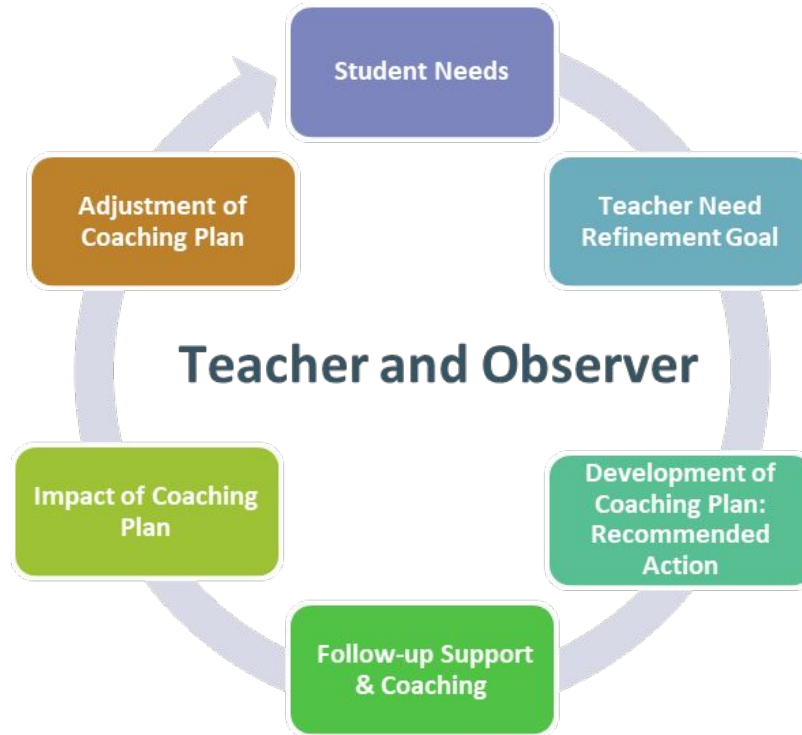 Student Needs
Teacher Need
Refinement Goal
Development of
Coaching Plan:
Recommended
Action
Follow-up Support
& Coaching
Impact of Coaching
Plan
Adjustment of
Coaching Plan
Teacher and Observer